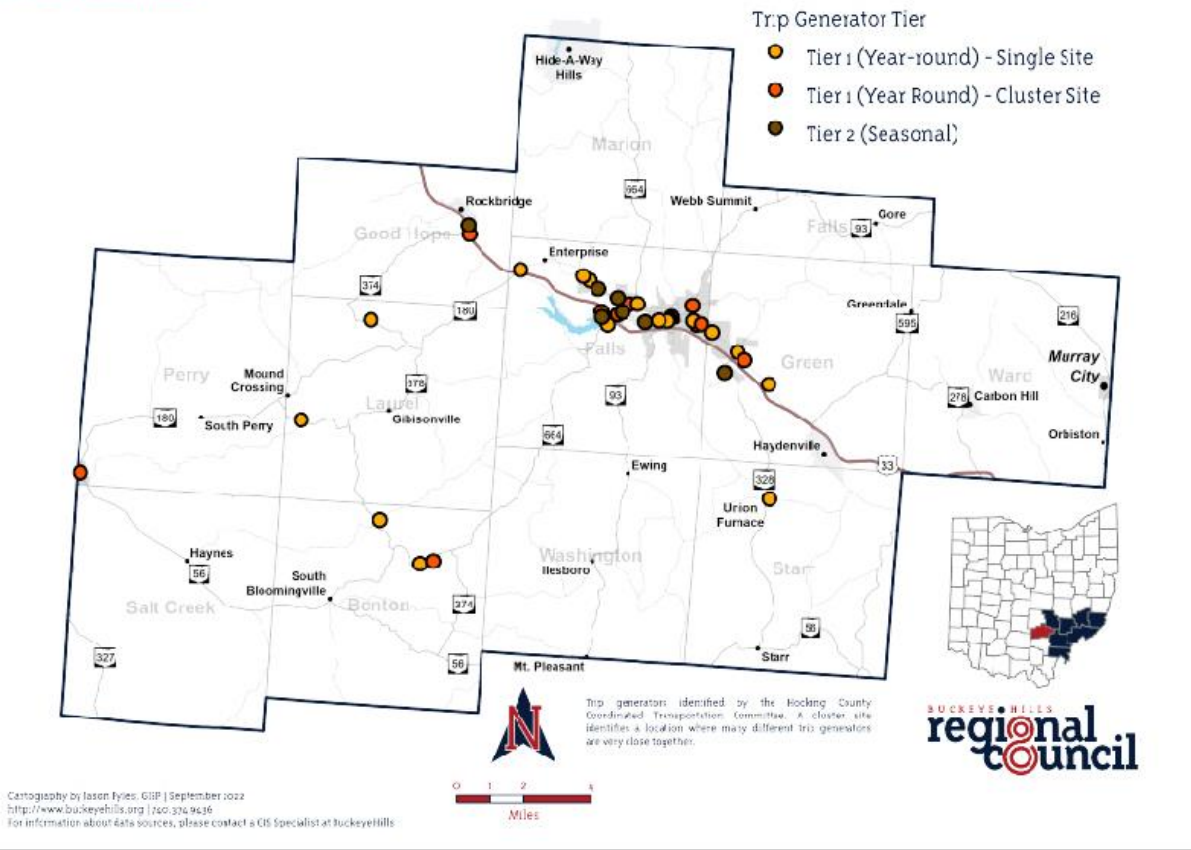 Trip Generator Tier
Tier 1 (Year-round) - Single Site
Tier 1 (Year Round) - Cluster Site
Tier 2 (Seasonal)
Hide-A-Way
Hills
Marion
664
Webb Summit
Rockbridge
Gore
Falls
93
Good Hope
Enterprise
374
180
Greendale
595
216
Falls
Green
Perry
Mound
Crossing
378
Laurel
Gibisonville
Ward
Murray
City
180
South Perry
93
278
Carbon Hill
664
Orbiston
Haydenville
33
Ewing
328
Union
Furnace
Haynes
56
Washington
Ilesboro
Starr
South
Bloomingville
Benton
Salt Creek
374
56
327
56
Mt. Pleasant
Starr
N
Trip generators identified by the Hocking County
Coordinated Transportation Committee. A cluster site
identifies a location where many different trip generators
are very close together.
BUCKEYE HILLS
regional
council
0 1 2 4
Miles
Cartography by Jason Pyles, GISP | September 2022
http://www.buckeyehills.org | 740.374.9436
For information about data sources, please contact a GIS Specialist at BuckeyeHills